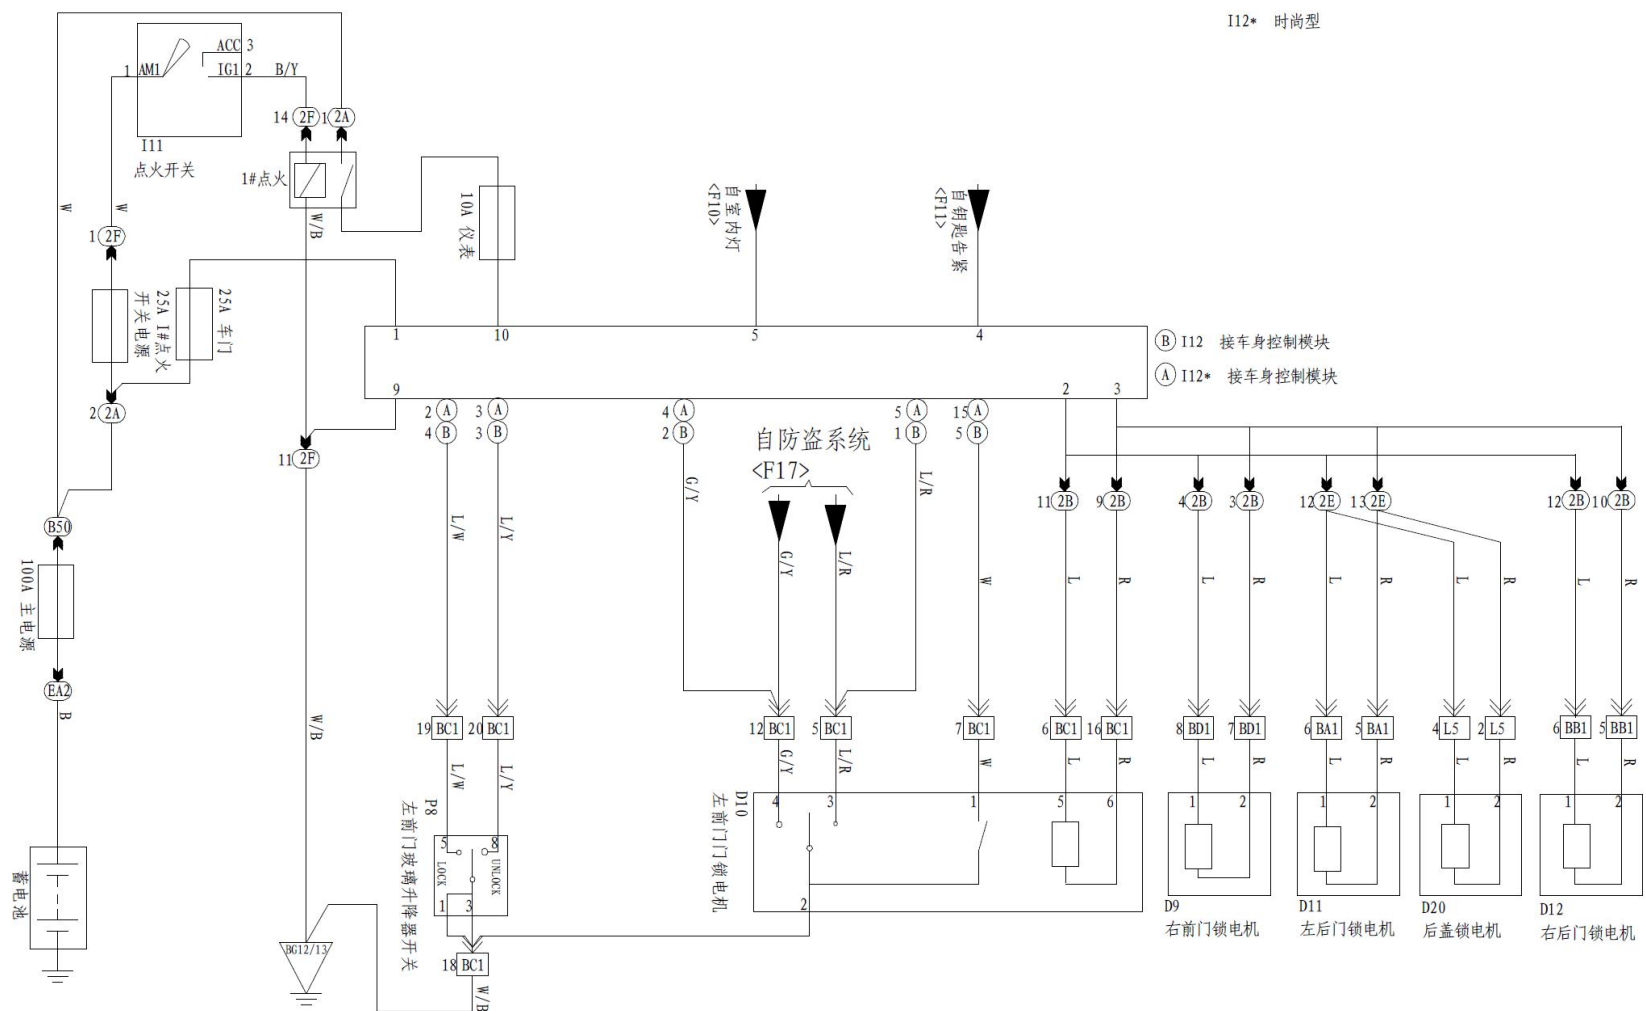 I12* 时尚型
ACC 3
1 AM1
IG1 2 B/Y
14 2F 1 2A
I11
点火开关
1#点火
W
W
W/B
1 2F
10A 仪表
自室内灯
<F10>
自钥匙告紧
<F11>
25A I#点火
开关电源
25A 车门
1 10 5 4
B I12 接车身控制模块
A I12* 接车身控制模块
9 2 3
2 2A
2 A 3 A 4 A 5 A 15 A
4 B 3 B 2 B 1 B 5 B
自防盗系统
<F17>
11 2F
G/Y L/R
11 2B 9 2B 4 2B 3 2B 12 2E 13 2E 12 2B 10 2B
B50
L/W L/Y G/Y L/R W L R L R L R L R L R
100A 主电源
EA2
B
W/B
19 BC1 20 BC1 12 BC1 5 BC1 7 BC1 6 BC1 16 BC1 8 BD1 7 BD1 6 BA1 5 BA1 4 L5 2 L5 6 BB1 5 BB1
L/W L/Y G/Y L/R W L R L R L R L R L R
P8
左前门玻璃升降器开关
5 8
LOCK UNLOCK
1 3
D10
左前门门锁电机
4 3 1 5 6
2
1 2 1 2 1 2 1 2
蓄电池
D9
右前门锁电机
D11
左后门锁电机
D20
后盖锁电机
D12
右后门锁电机
BG12/13
18 BC1
W/B